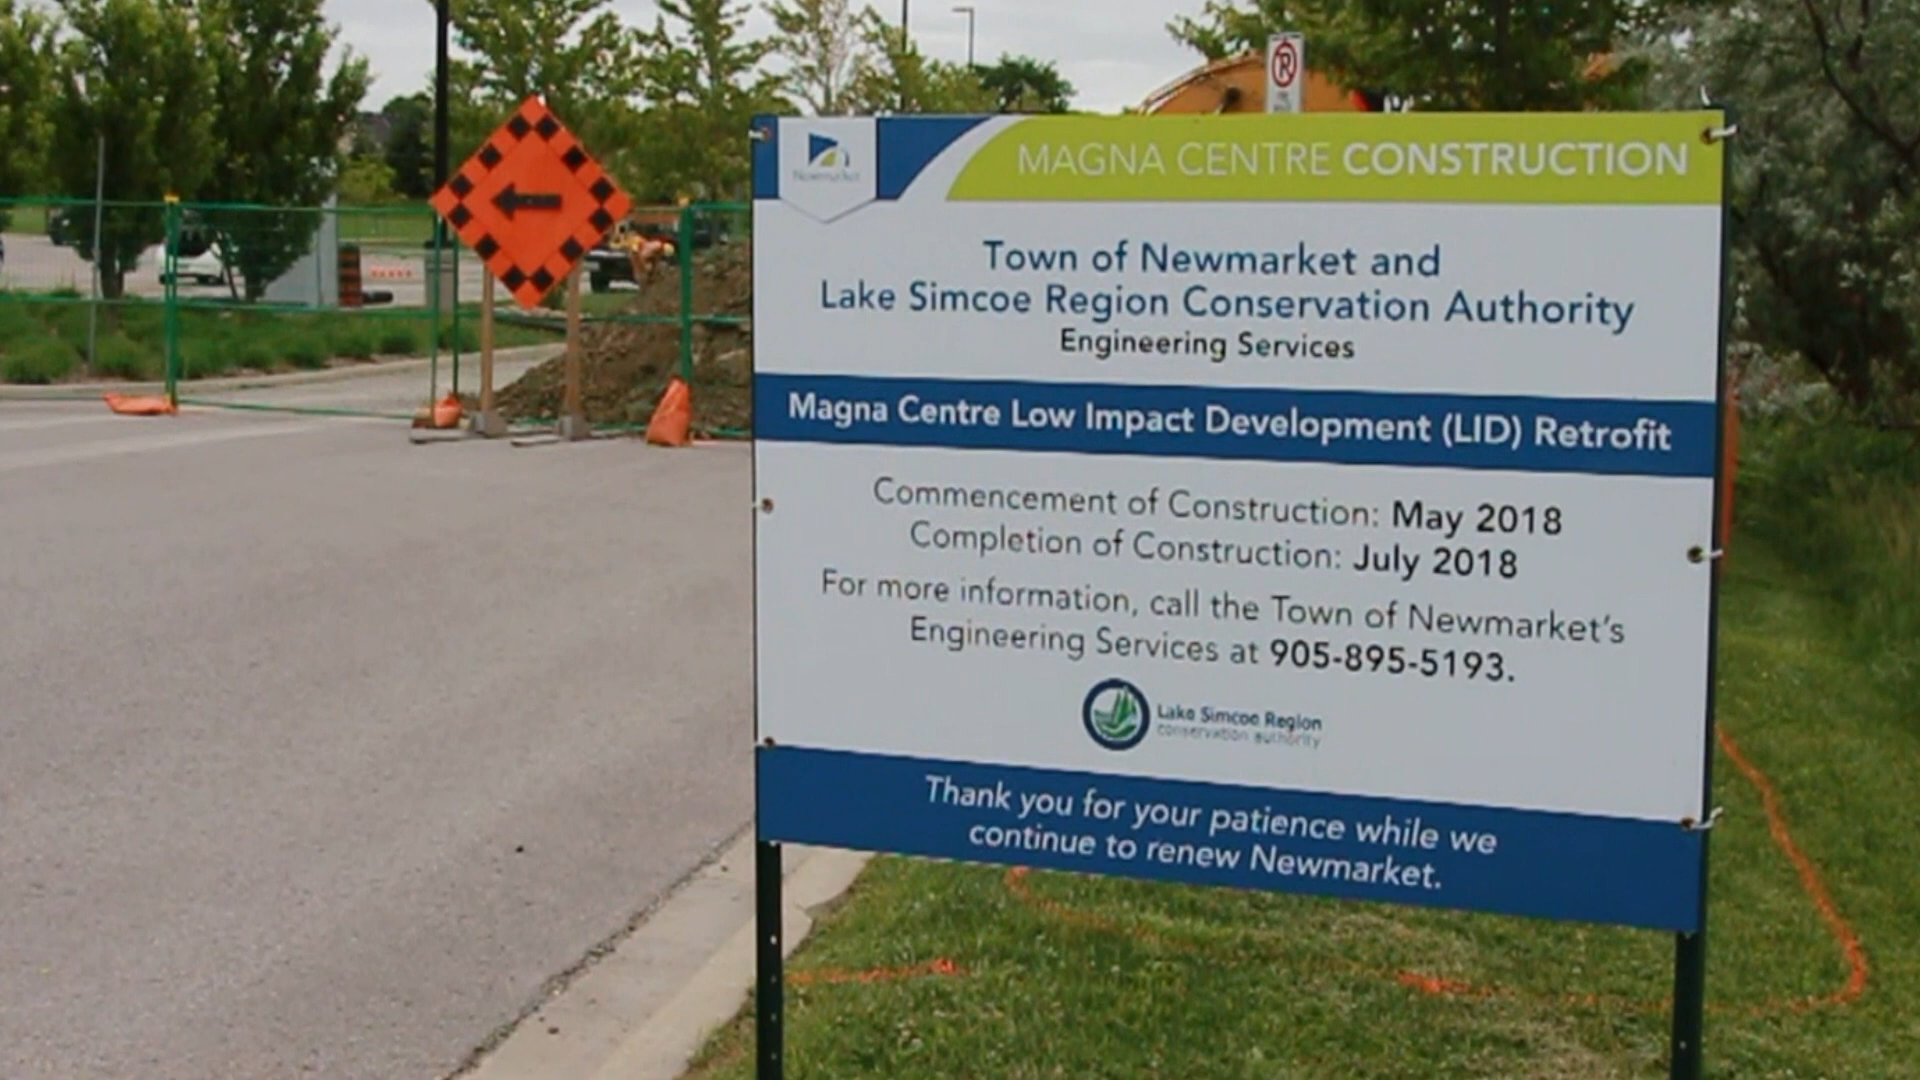 Newmarket
MAGNA CENTRE CONSTRUCTION
Town of Newmarket and
Lake Simcoe Region Conservation Authority
Engineering Services
Magna Centre Low Impact Development (LID) Retrofit
Commencement of Construction: May 2018
Completion of Construction: July 2018
For more information, call the Town of Newmarket's
Engineering Services at 905-895-5193.
Lake Simcoe Region
conservation authority
Thank you for your patience while we
continue to renew Newmarket.